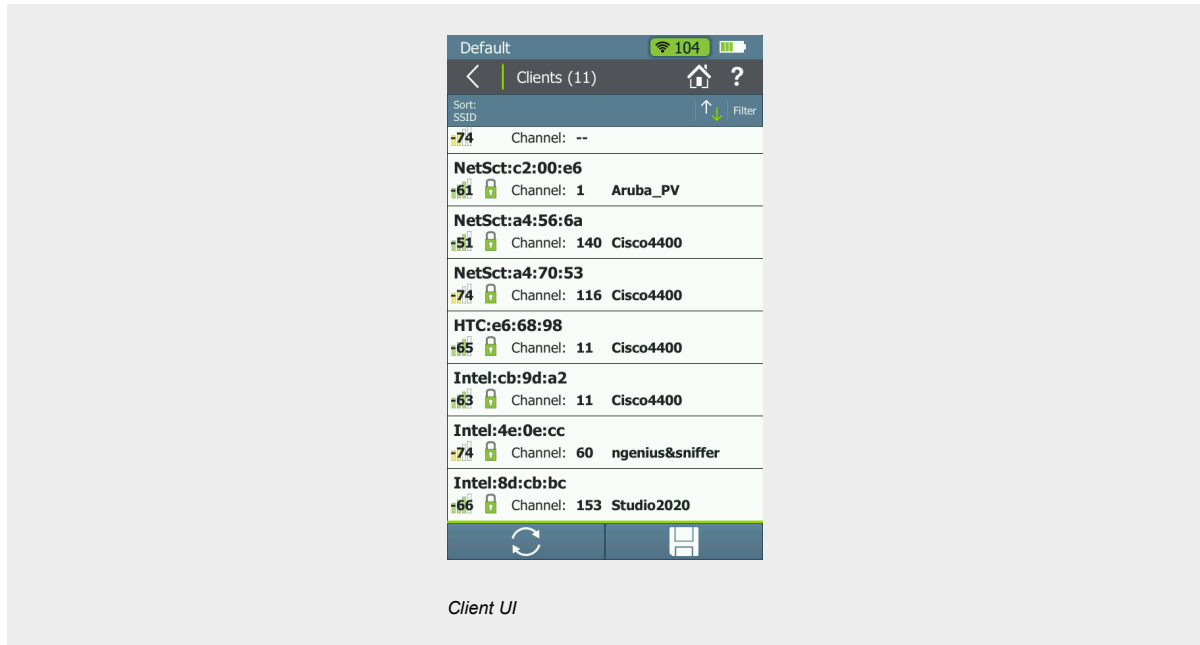 Default 104
Clients (11) ?
Sort:
SSID Filter
-74 Channel: --
NetSct:c2:00:e6
-61 Channel: 1 Aruba_PV
NetSct:a4:56:6a
-51 Channel: 140 Cisco4400
NetSct:a4:70:53
-74 Channel: 116 Cisco4400
HTC:e6:68:98
-65 Channel: 11 Cisco4400
Intel:cb:9d:a2
-63 Channel: 11 Cisco4400
Intel:4e:0e:cc
-74 Channel: 60 ngenius&sniffer
Intel:8d:cb:bc
-66 Channel: 153 Studio2020
Client UI